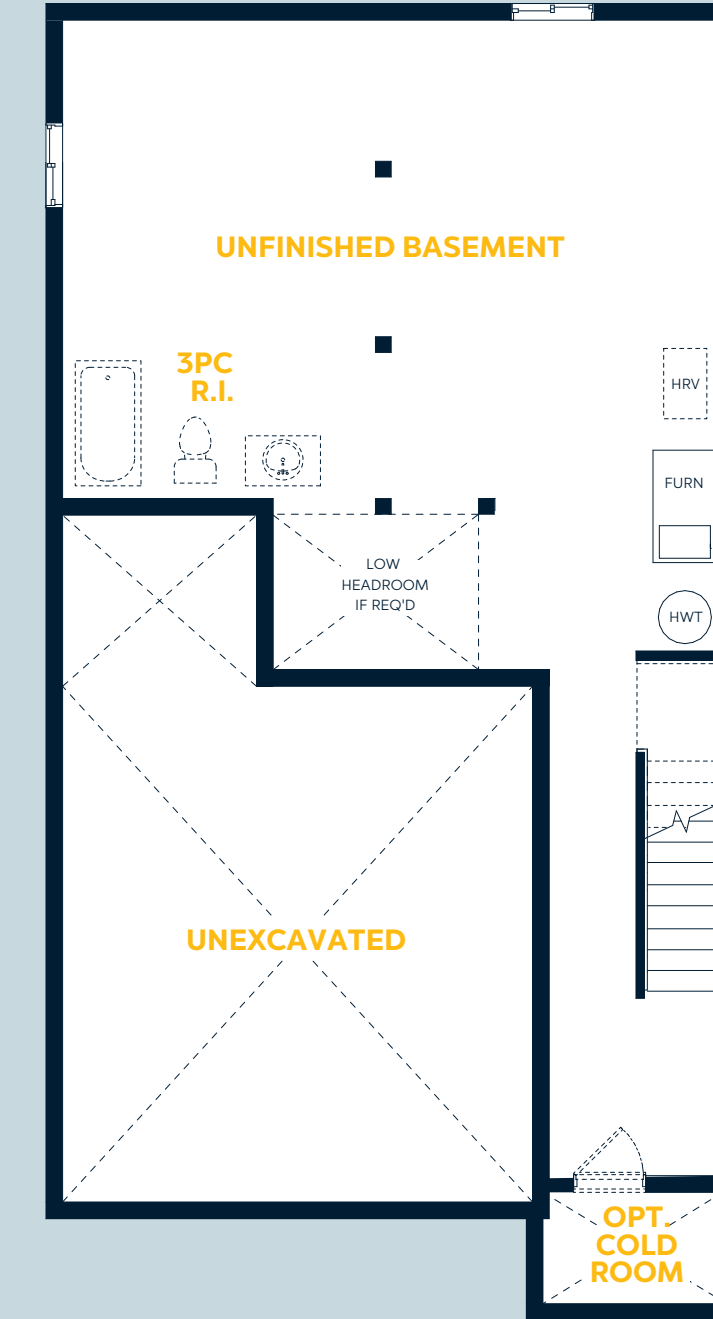 UNFINISHED BASEMENT
3PC
R.I.
HRV
FURN
LOW
HEADROOM
IF REQ'D
HWT
UNEXCAVATED
OPT.
COLD
ROOM